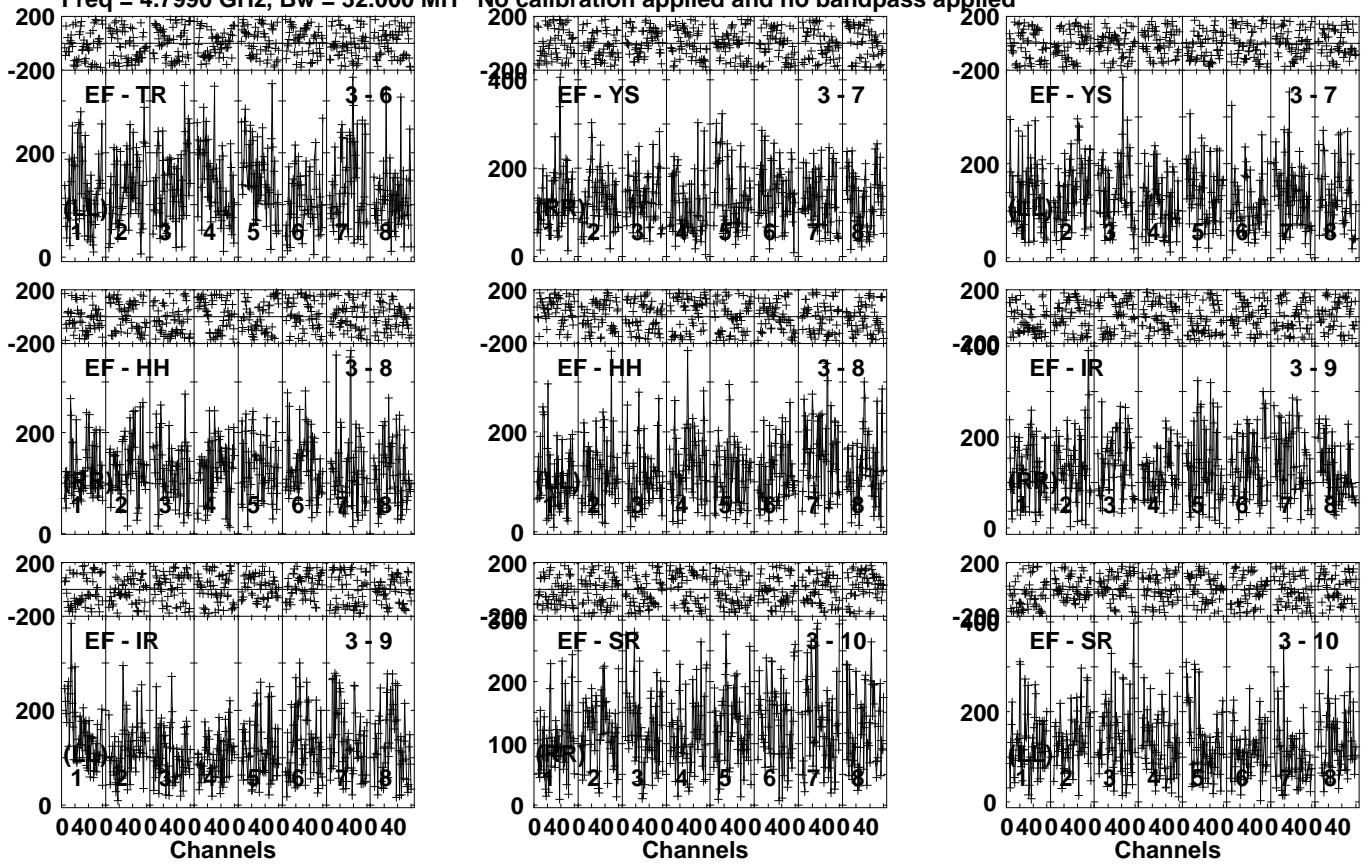 Freq = 4.7990 GHz, Bw = 32.000 MH No calibration applied and no bandpass applied
200 200 200
-200 -200 -200
400
EF - TR 3 - 6 EF - YS 3 - 7 EF - YS 3 - 7
200 200 200
(LL) (RR) (LL)
1 2 3 4 5 6 7 8 1 2 3 4 5 6 7 8 1 2 3 4 5 6 7 8
0 0 0
200 200 200
-200 -200 -200
400
EF - HH 3 - 8 EF - HH 3 - 8 EF - IR 3 - 9
200 200 200
(RR) (LL) (RR)
1 2 3 4 5 6 7 8 1 2 3 4 5 6 7 8 1 2 3 4 5 6 7 8
0 0 0
200 200 200
-200 -200 -200
300 400
EF - IR 3 - 9 EF - SR 3 - 10 EF - SR 3 - 10
200 200 200
100
(LL) (RR) (LL)
1 2 3 4 5 6 7 8 1 2 3 4 5 6 7 8 1 2 3 4 5 6 7 8
0 0 0
0 40 0 40 0 40 0 40 0 40 0 40 0 40 0 40 0 40 0 40 0 40 0 40 0 40 0 40 0 40 0 40 0 40 0 40 0 40 0 40 0 40 0 40 0 40 0 40
Channels Channels Channels